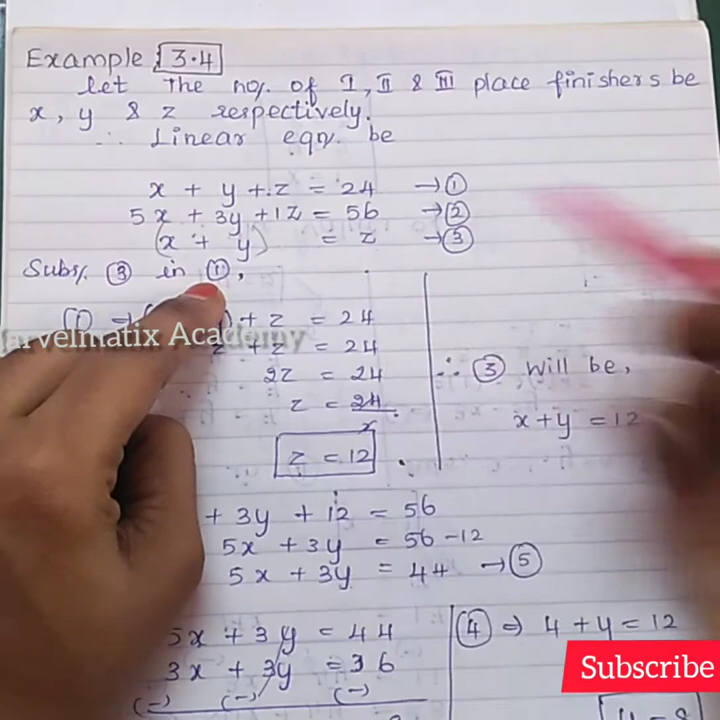 Example 3.4
Let the no/. of I, II & III place finishers be
x, y & z respectively.
∴ Linear eqn. be
x + y + z = 24 → ①
5x + 3y + 1z = 56 → ②
(x + y) = z → ③
Subs/. ③ in ①,
① ⇒ + z = 24
arvelmatix Academy
z + z = 24
2z = 24
z = 24
z = 12
∴ ③ will be,
x + y = 12
+ 3y + 12 = 56
5x + 3y = 56 - 12
5x + 3y = 44 → ⑤
5x + 3y = 44
3x + 3y = 36
(-) (-) (-)
④ ⇒ 4 + y = 12
Subscribe